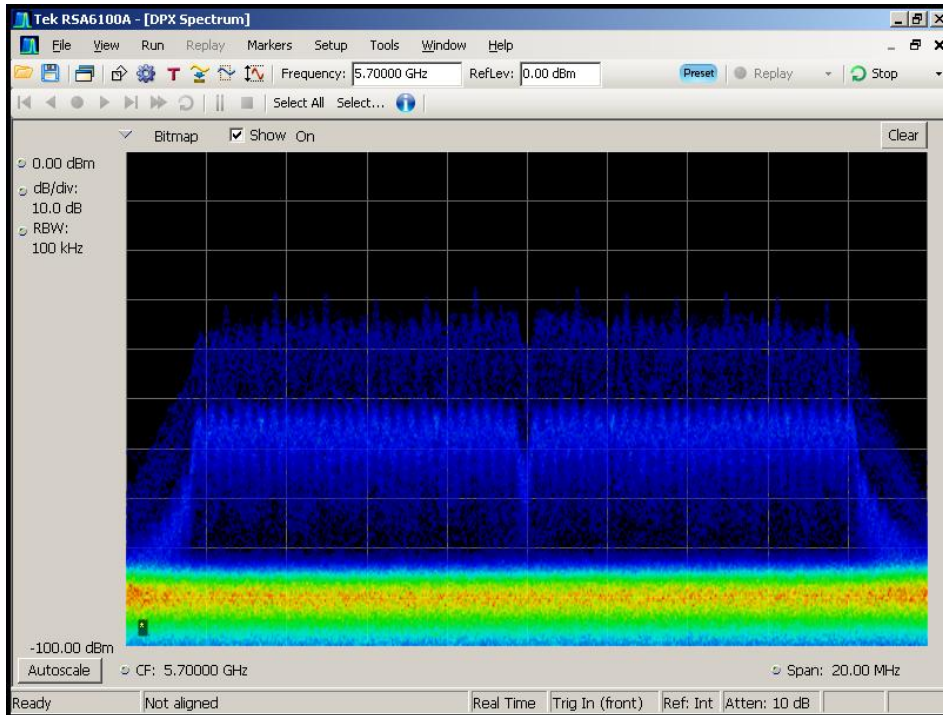 Tek RSA6100A - [DPX Spectrum]
File View Run Replay Markers Setup Tools Window Help
Frequency: 5.70000 GHz RefLev: 0.00 dBm Preset Replay Stop
Select All Select...
Bitmap Show On Clear
0.00 dBm
dB/div:
10.0 dB
RBW:
100 kHz
-100.00 dBm
Autoscale CF: 5.70000 GHz Span: 20.00 MHz
Ready Not aligned Real Time Trig In (front) Ref: Int Atten: 10 dB